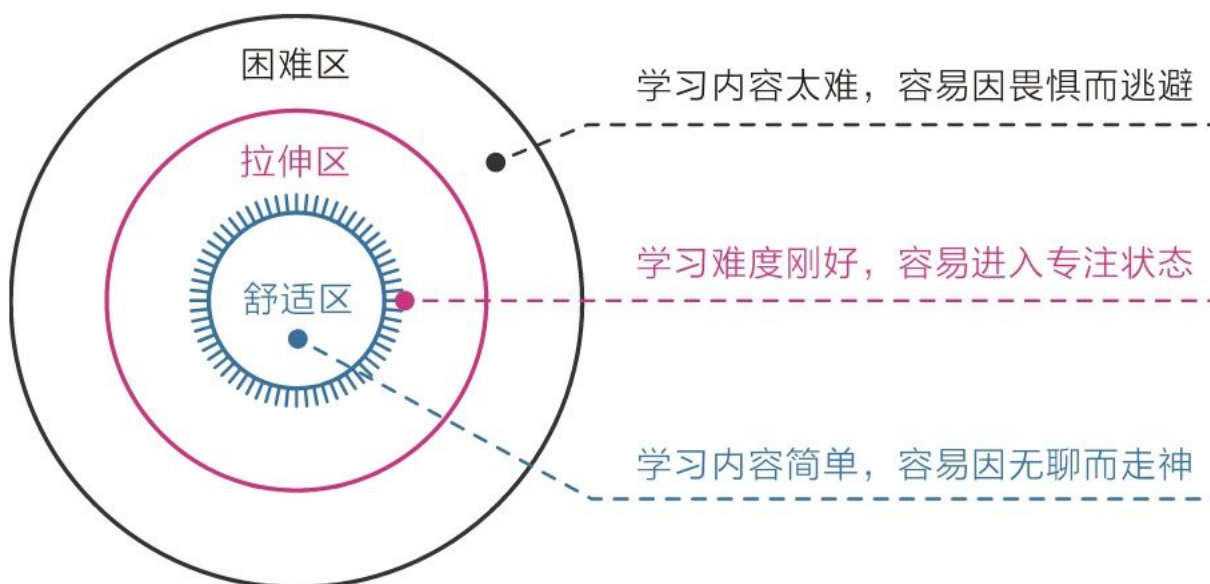 困难区
学习内容太难，容易因畏惧而逃避
拉伸区
学习难度刚好，容易进入专注状态
舒适区
学习内容简单，容易因无聊而走神